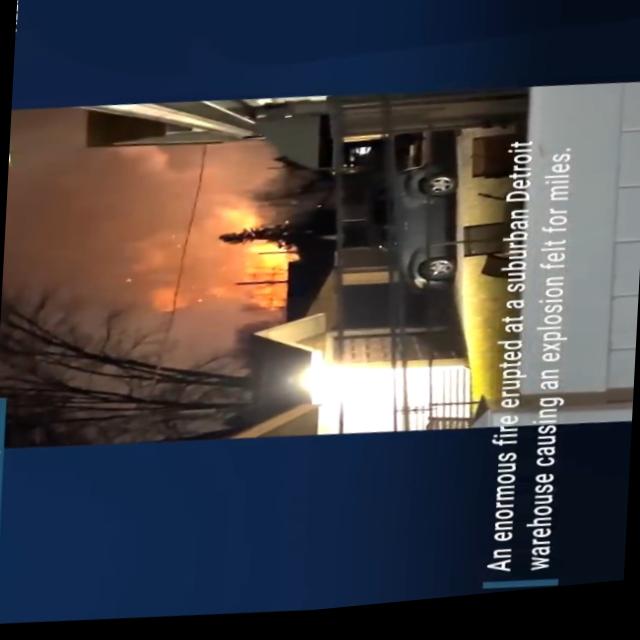 An enormous fire erupted at a suburban Detroit
warehouse causing an explosion felt for miles.